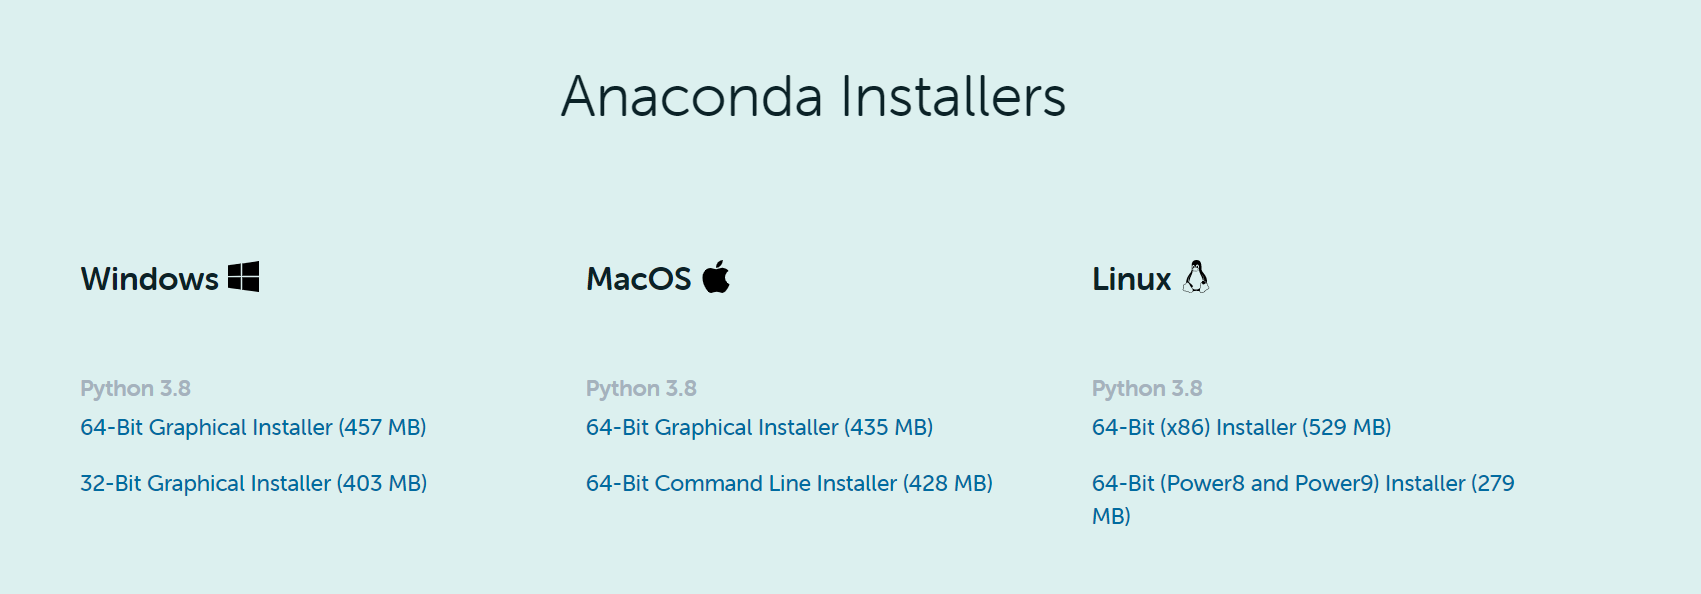 Anaconda Installers
Windows
Python 3.8
64-Bit Graphical Installer (457 MB)
32-Bit Graphical Installer (403 MB)
MacOS
Python 3.8
64-Bit Graphical Installer (435 MB)
64-Bit Command Line Installer (428 MB)
Linux
Python 3.8
64-Bit (x86) Installer (529 MB)
64-Bit (Power8 and Power9) Installer (279
MB)